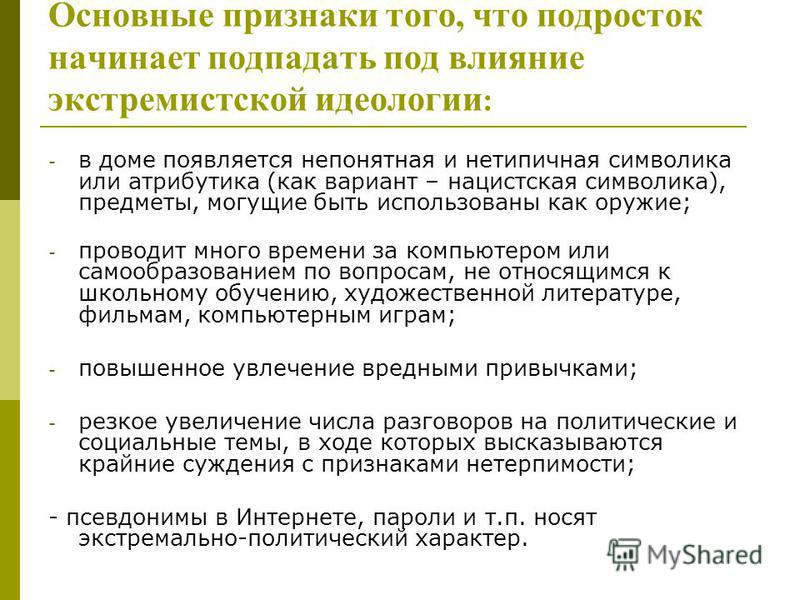 Основные признаки того, что подросток
начинает подпадать под влияние
экстремистской идеологии:
- в доме появляется непонятная и нетипичная символика
или атрибутика (как вариант – нацистская символика),
предметы, могущие быть использованы как оружие;
- проводит много времени за компьютером или
самообразованием по вопросам, не относящимся к
школьному обучению, художественной литературе,
фильмам, компьютерным играм;
- повышенное увлечение вредными привычками;
- резкое увеличение числа разговоров на политические и
социальные темы, в ходе которых высказываются
крайние суждения с признаками нетерпимости;
- псевдонимы в Интернете, пароли и т.п. носят
экстремально-политический характер.
MyShared